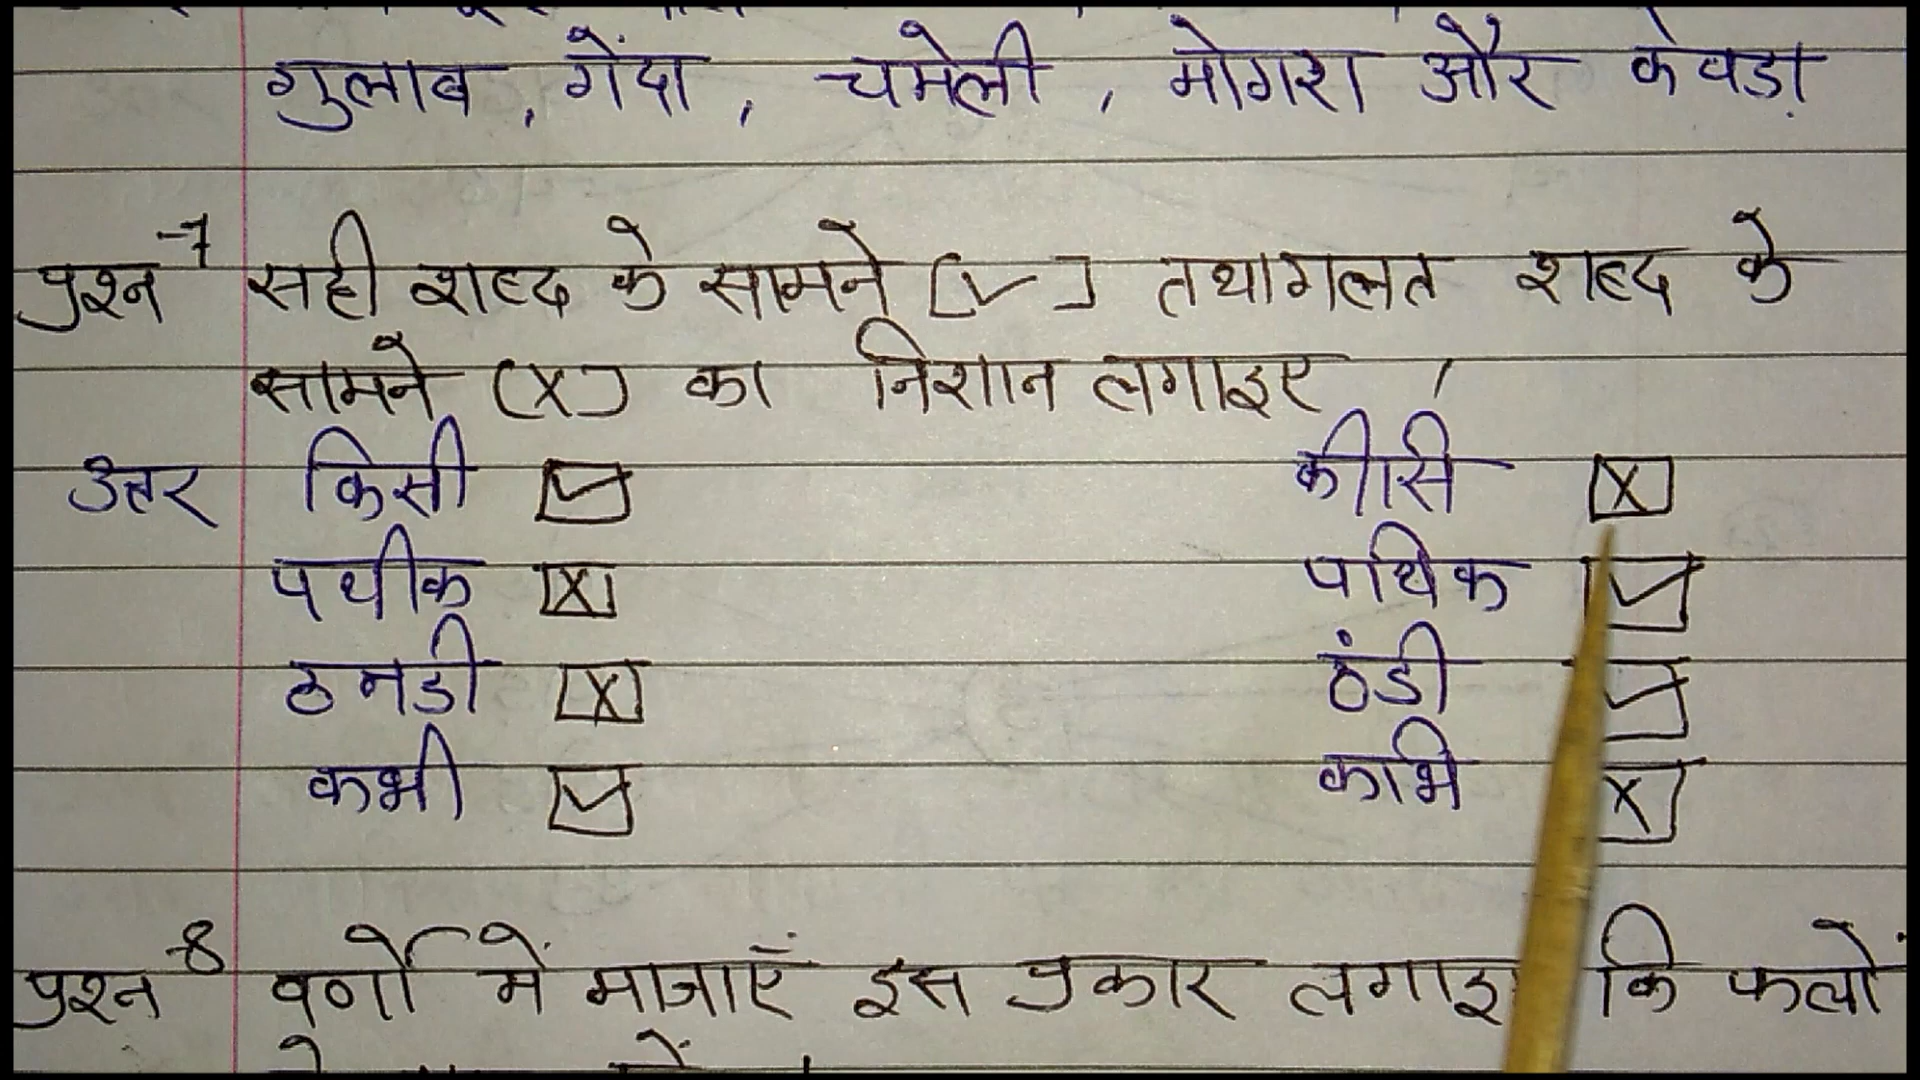 गुलाब, गेंदा, चमेली, मोगरा और केवड़ा
प्रश्न-7 सही शब्द के सामने [✓] तथा गलत शब्द के
सामने [x] का निशान लगाइए ।
उत्तर किसी ☑ कीसि ☒
पथीक ☒ पथिक ☑
ठनडी ☒ ठंडी ☑
कभी ☑ कभि ☒
प्रश्न-8 वर्गों में मात्राएँ इस प्रकार लगाइ कि फलों